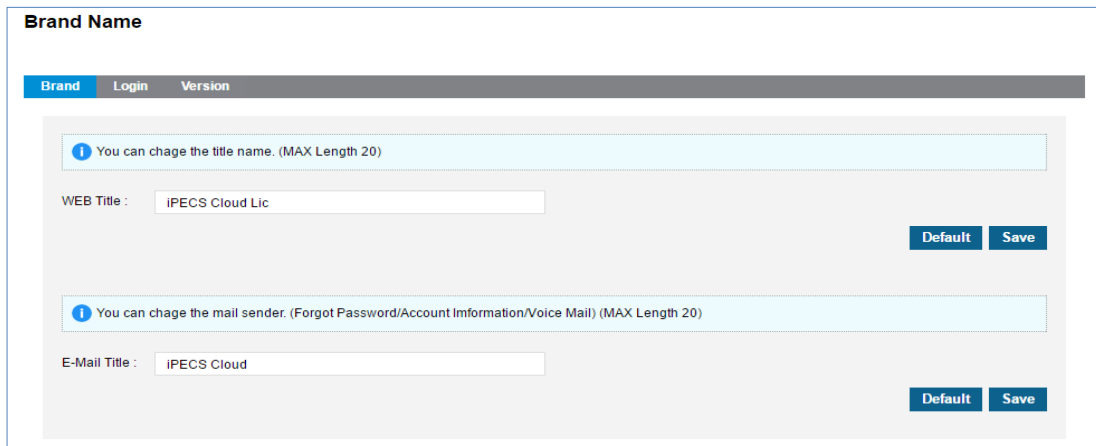 Brand Name
Brand Login Version
You can chage the title name. (MAX Length 20)
WEB Title : iPECS Cloud Lic
Default Save
You can chage the mail sender. (Forgot Password/Account Imformation/Voice Mail) (MAX Length 20)
E-Mail Title : iPECS Cloud
Default Save